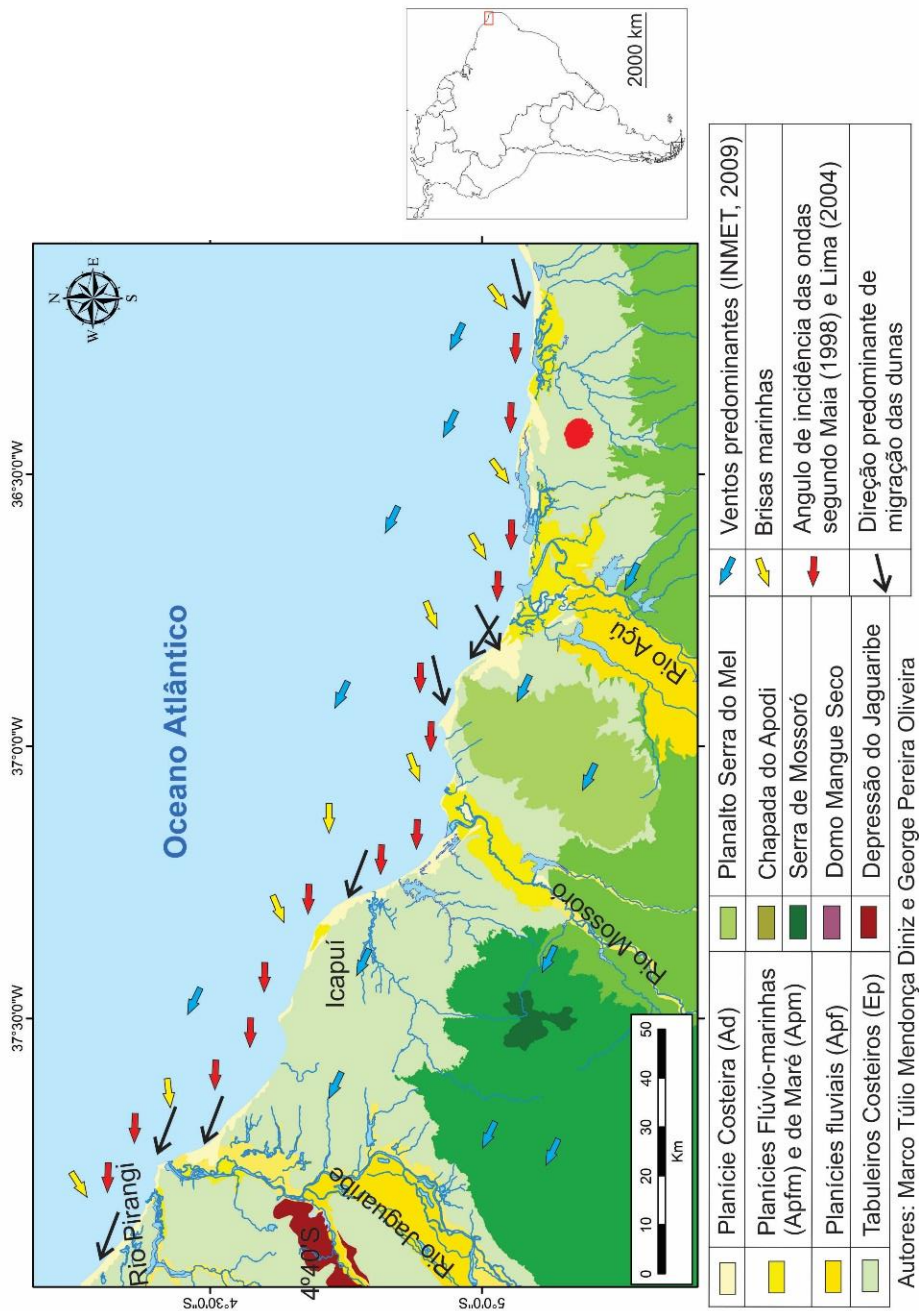 37°30'0"W
37°0'0"W
36°30'0"W
4°30'0"S
5°0'0"S
N
W E
S
Oceano Atlântico
Rio Pirangi
4°40'S
Rio Jaguaribe
Icapuí
Rio Mossoró
Rio Açú
0 10 20 30 40 50
Km
2000 km
Planície Costeira (Ad)
Planícies Flúvio-marinhas
(Apfm) e de Maré (Apm)
Planícies fluviais (Apf)
Tabuleiros Costeiros (Ep)
Planalto Serra do Mel
Chapada do Apodi
Serra de Mossoró
Domo Mangue Seco
Depressão do Jaguaribe
Ventos predominantes (INMET, 2009)
Brisas marinhas
Angulo de incidência das ondas
segundo Maia (1998) e Lima (2004)
Direção predominante de
migração das dunas
Autores: Marco Túlio Mendonça Diniz e George Pereira Oliveira